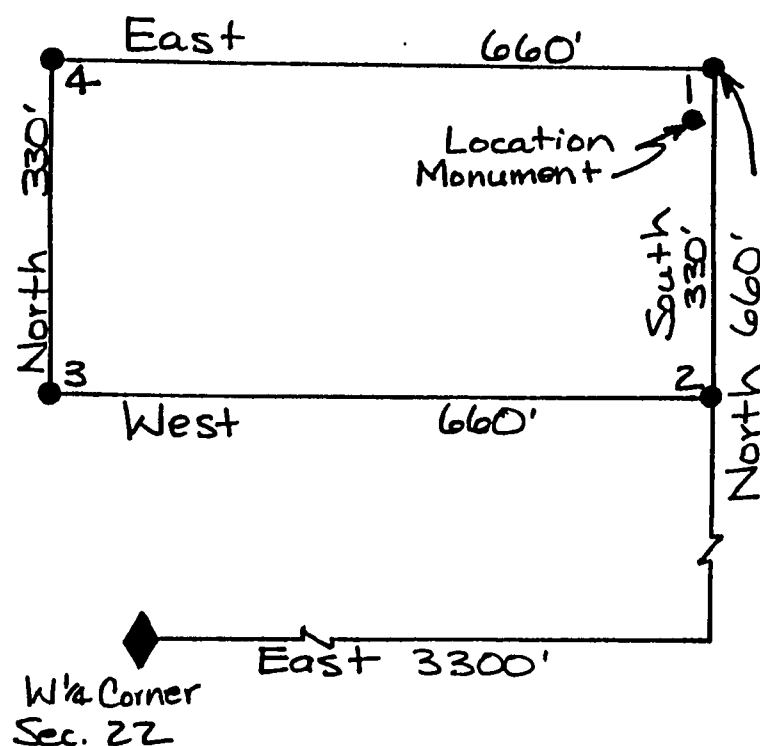 East 660'
4
1
Location
Monument
North 330'
South
330'
North 660'
3
2
West 660'
East 3300'
W¼ Corner
Sec. 22